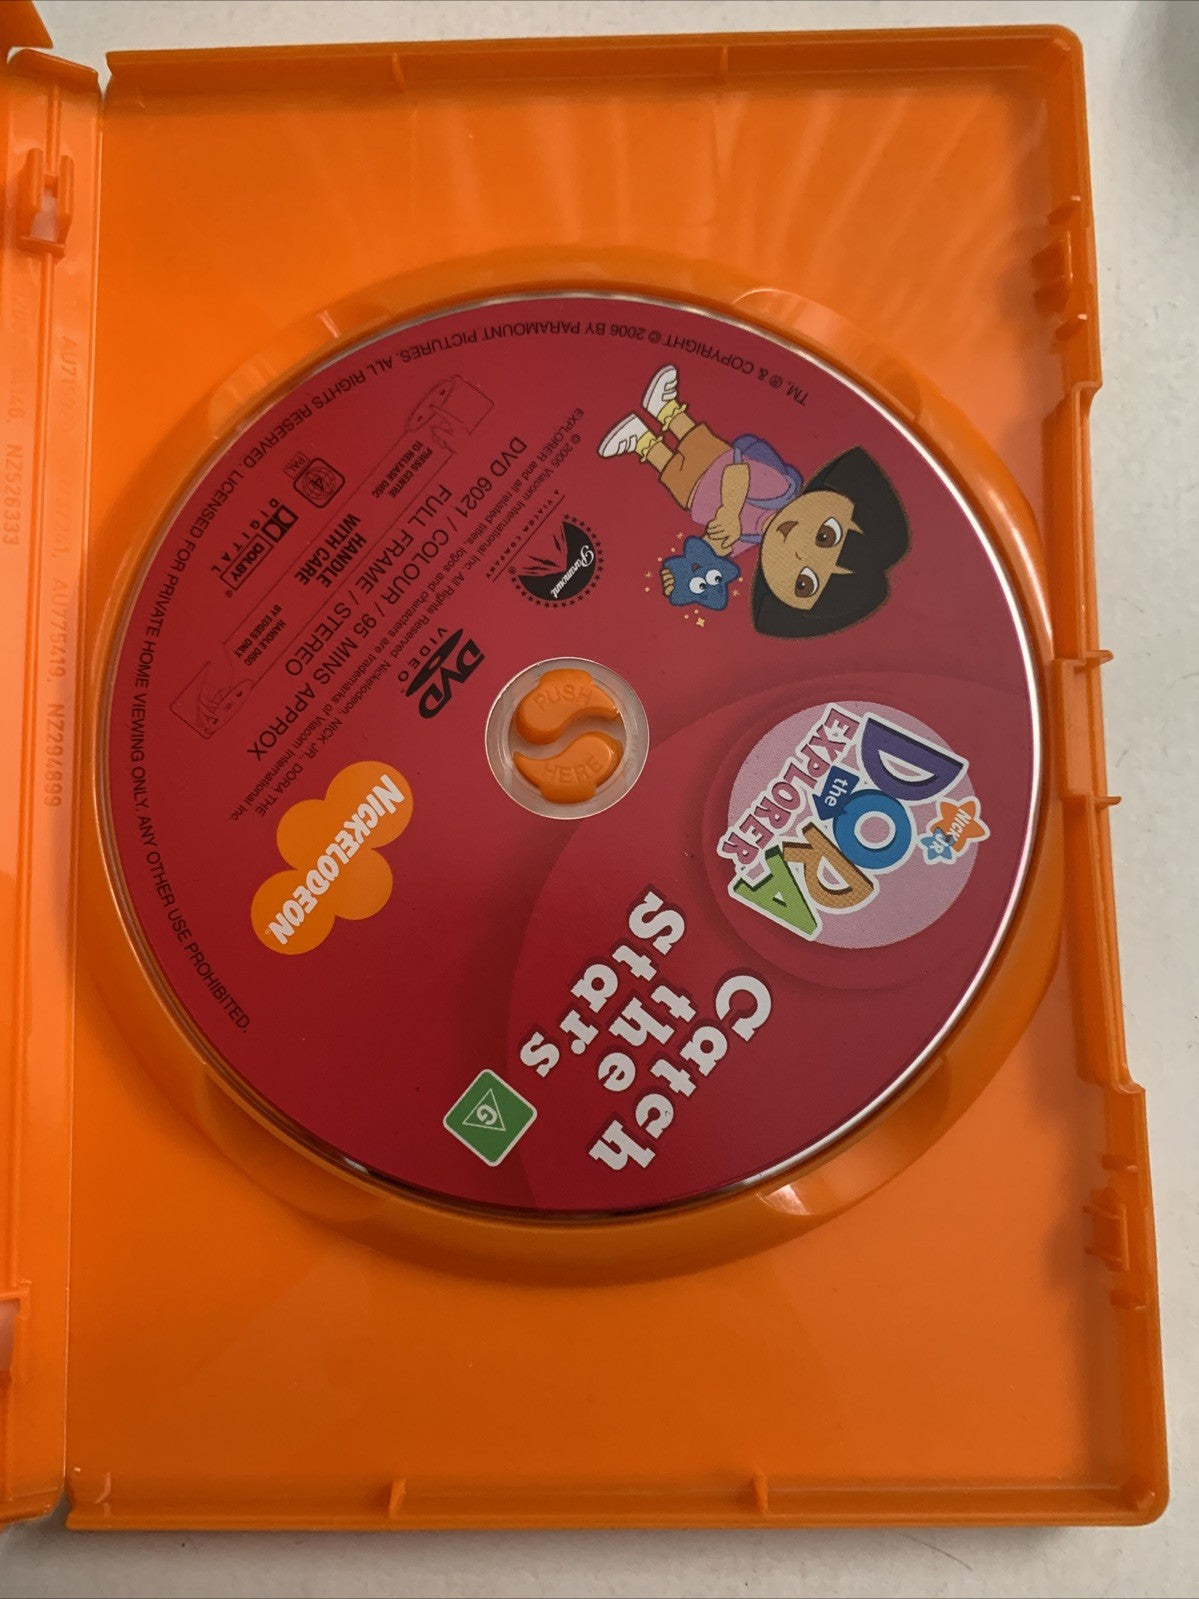 DORA
the
EXPLORER
NICK JR.
Catch
the
Stars
G
NICKELODEON
PUSH
HERE
DVD
VIDEO™
Paramount
A VIACOM COMPANY
®
DVD 6021 / COLOUR / 95 MINS APPROX
FULL FRAME / STEREO
© 2005 Viacom International Inc. All Rights Reserved. Nickelodeon, NICK JR., DORA THE
EXPLORER and all related titles, logos and characters are trademarks of Viacom International Inc.
PRESS CENTRE
TO RELEASE DISC
HANDLE
WITH CARE
HANDLE DISC
BY EDGES ONLY
DOLBY
DIGITAL
®
PAL
4
TM, ® & COPYRIGHT © 2006 BY PARAMOUNT PICTURES. ALL RIGHTS RESERVED. LICENSED FOR PRIVATE HOME VIEWING ONLY. ANY OTHER USE PROHIBITED.
NZ526933
AU775419, NZ294899